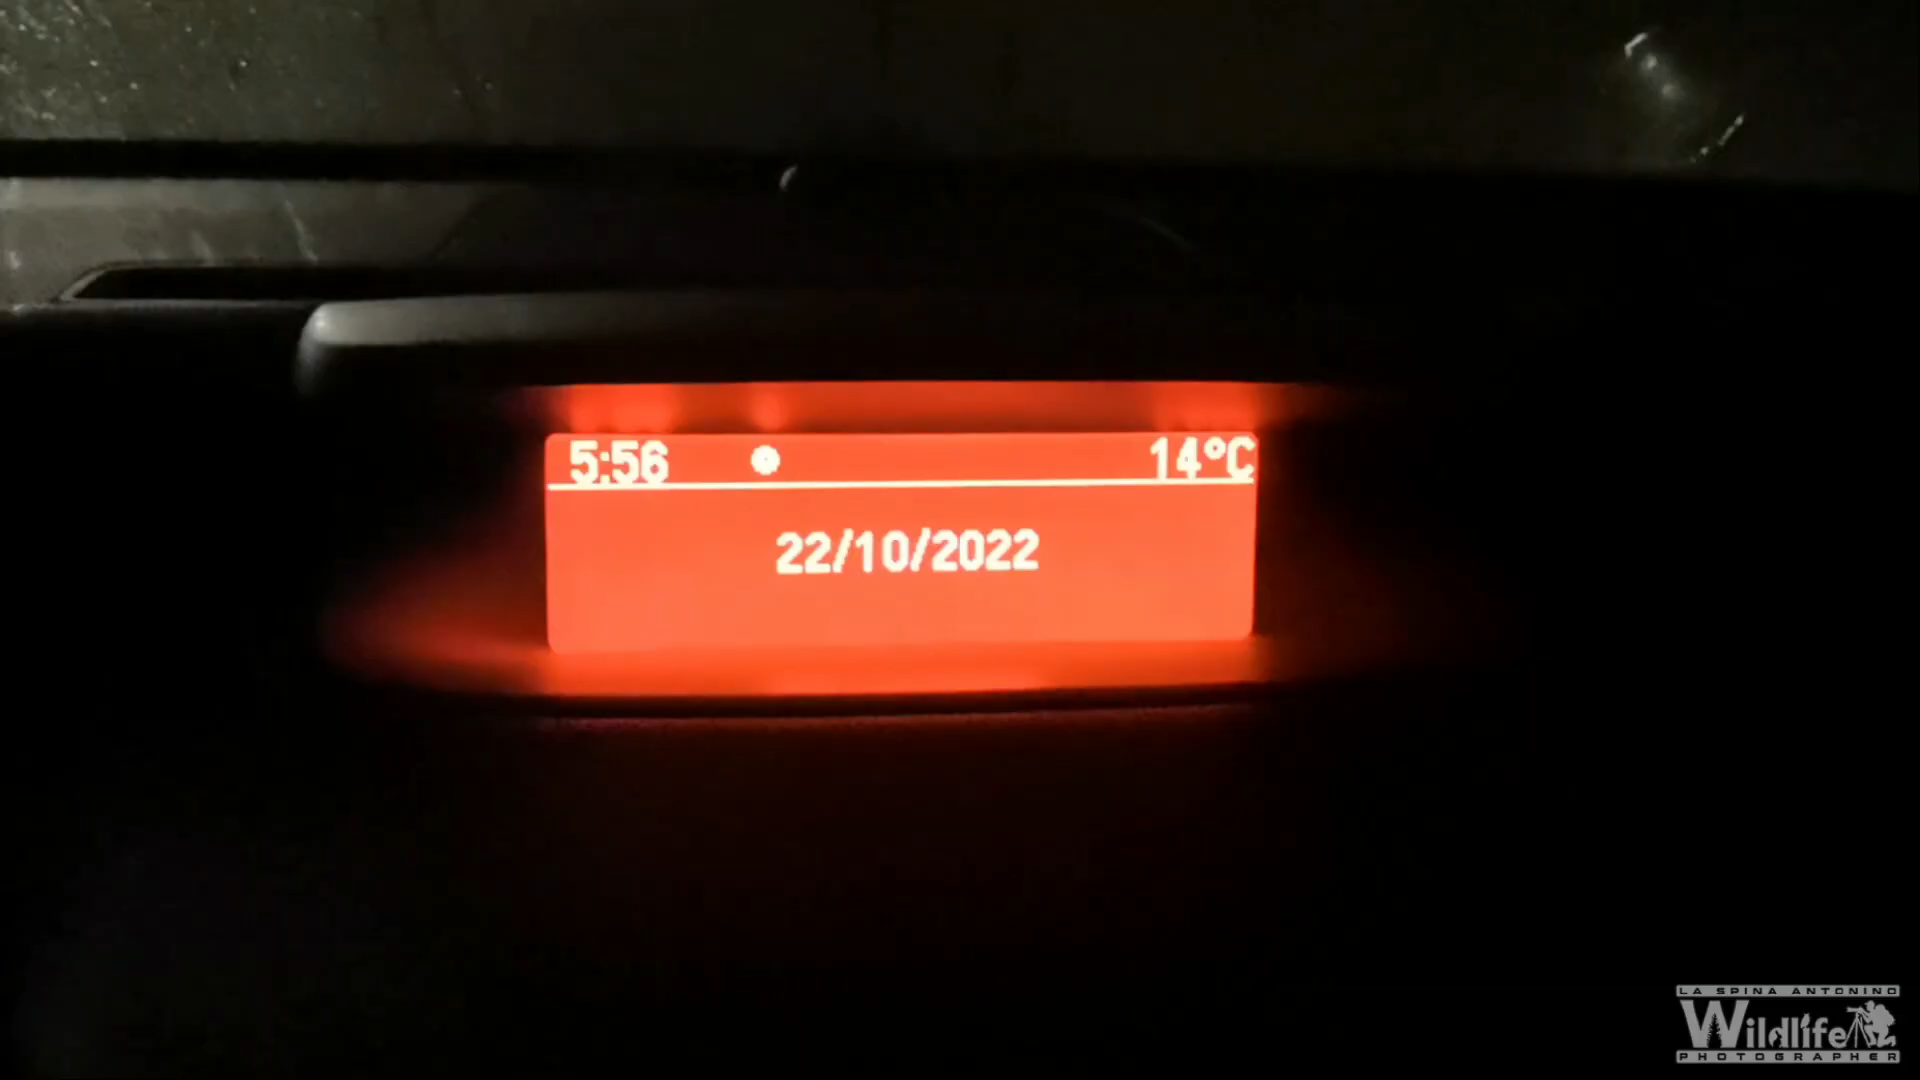 5:56 14°C
22/10/2022
LA SPINA ANTONINO
Wildlife
PHOTOGRAPHER